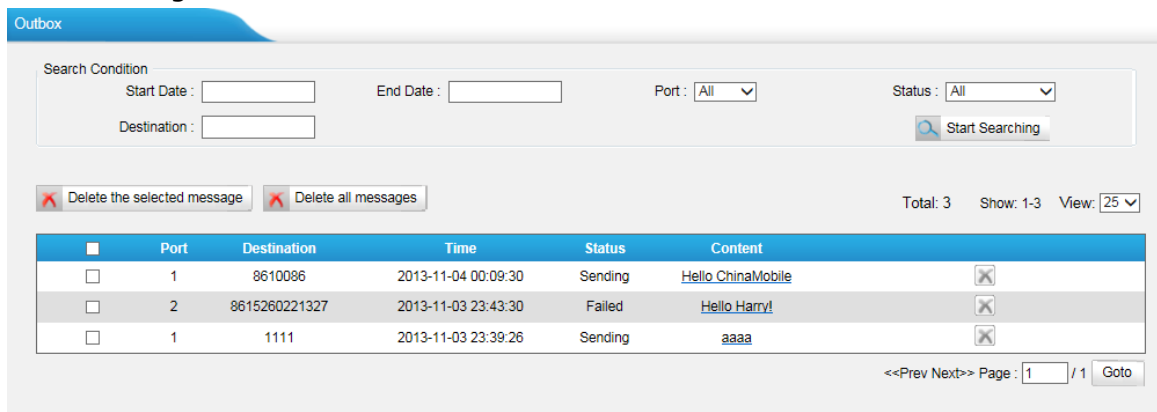 Outbox
Search Condition
Start Date : End Date : Port : All Status : All
Destination : Start Searching
Delete the selected message Delete all messages Total: 3 Show: 1-3 View: 25
Port Destination Time Status Content
1 8610086 2013-11-04 00:09:30 Sending Hello ChinaMobile
2 8615260221327 2013-11-03 23:43:30 Failed Hello Harry!
1 1111 2013-11-03 23:39:26 Sending aaaa
<<Prev Next>> Page : 1 / 1 Goto